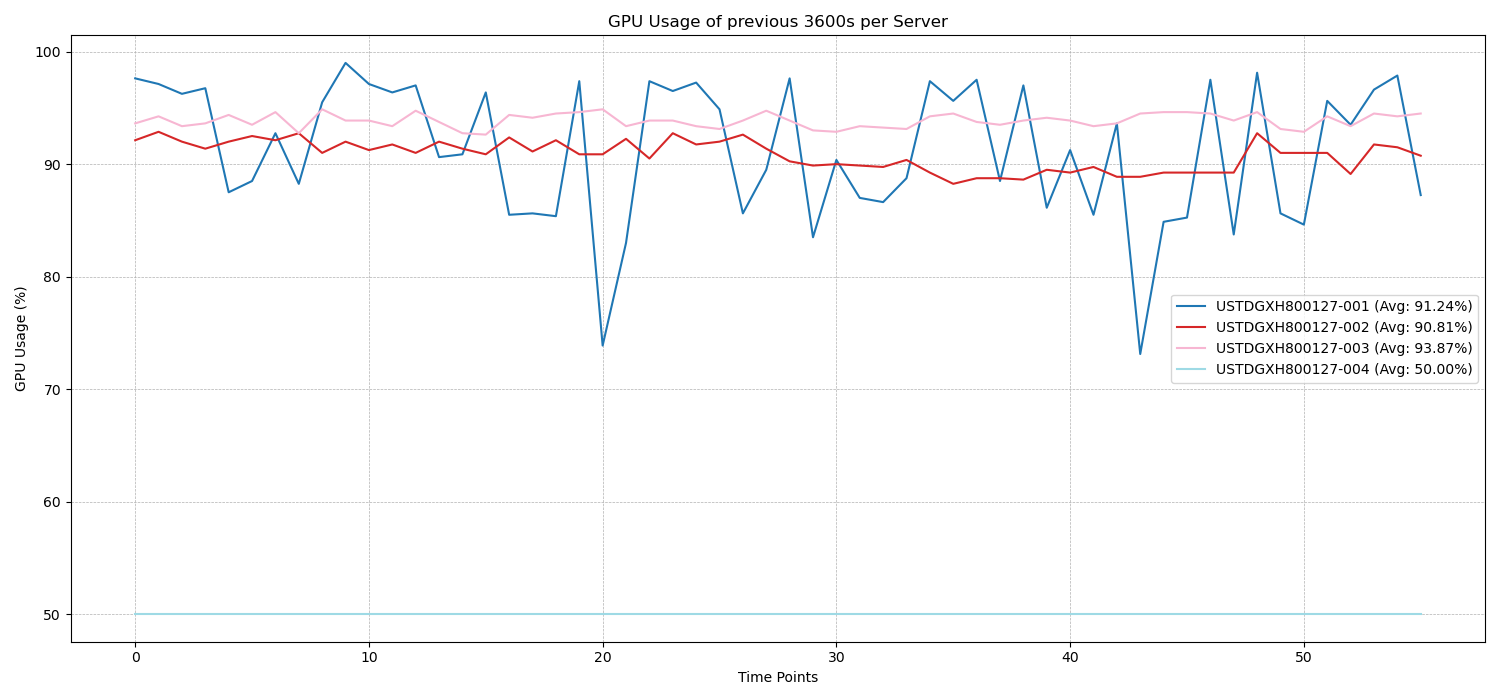 GPU Usage of previous 3600s per Server
100
90
80
70
60
50
GPU Usage (%)
USTDGXH800127-001 (Avg: 91.24%)
USTDGXH800127-002 (Avg: 90.81%)
USTDGXH800127-003 (Avg: 93.87%)
USTDGXH800127-004 (Avg: 50.00%)
0 10 20 30 40 50
Time Points